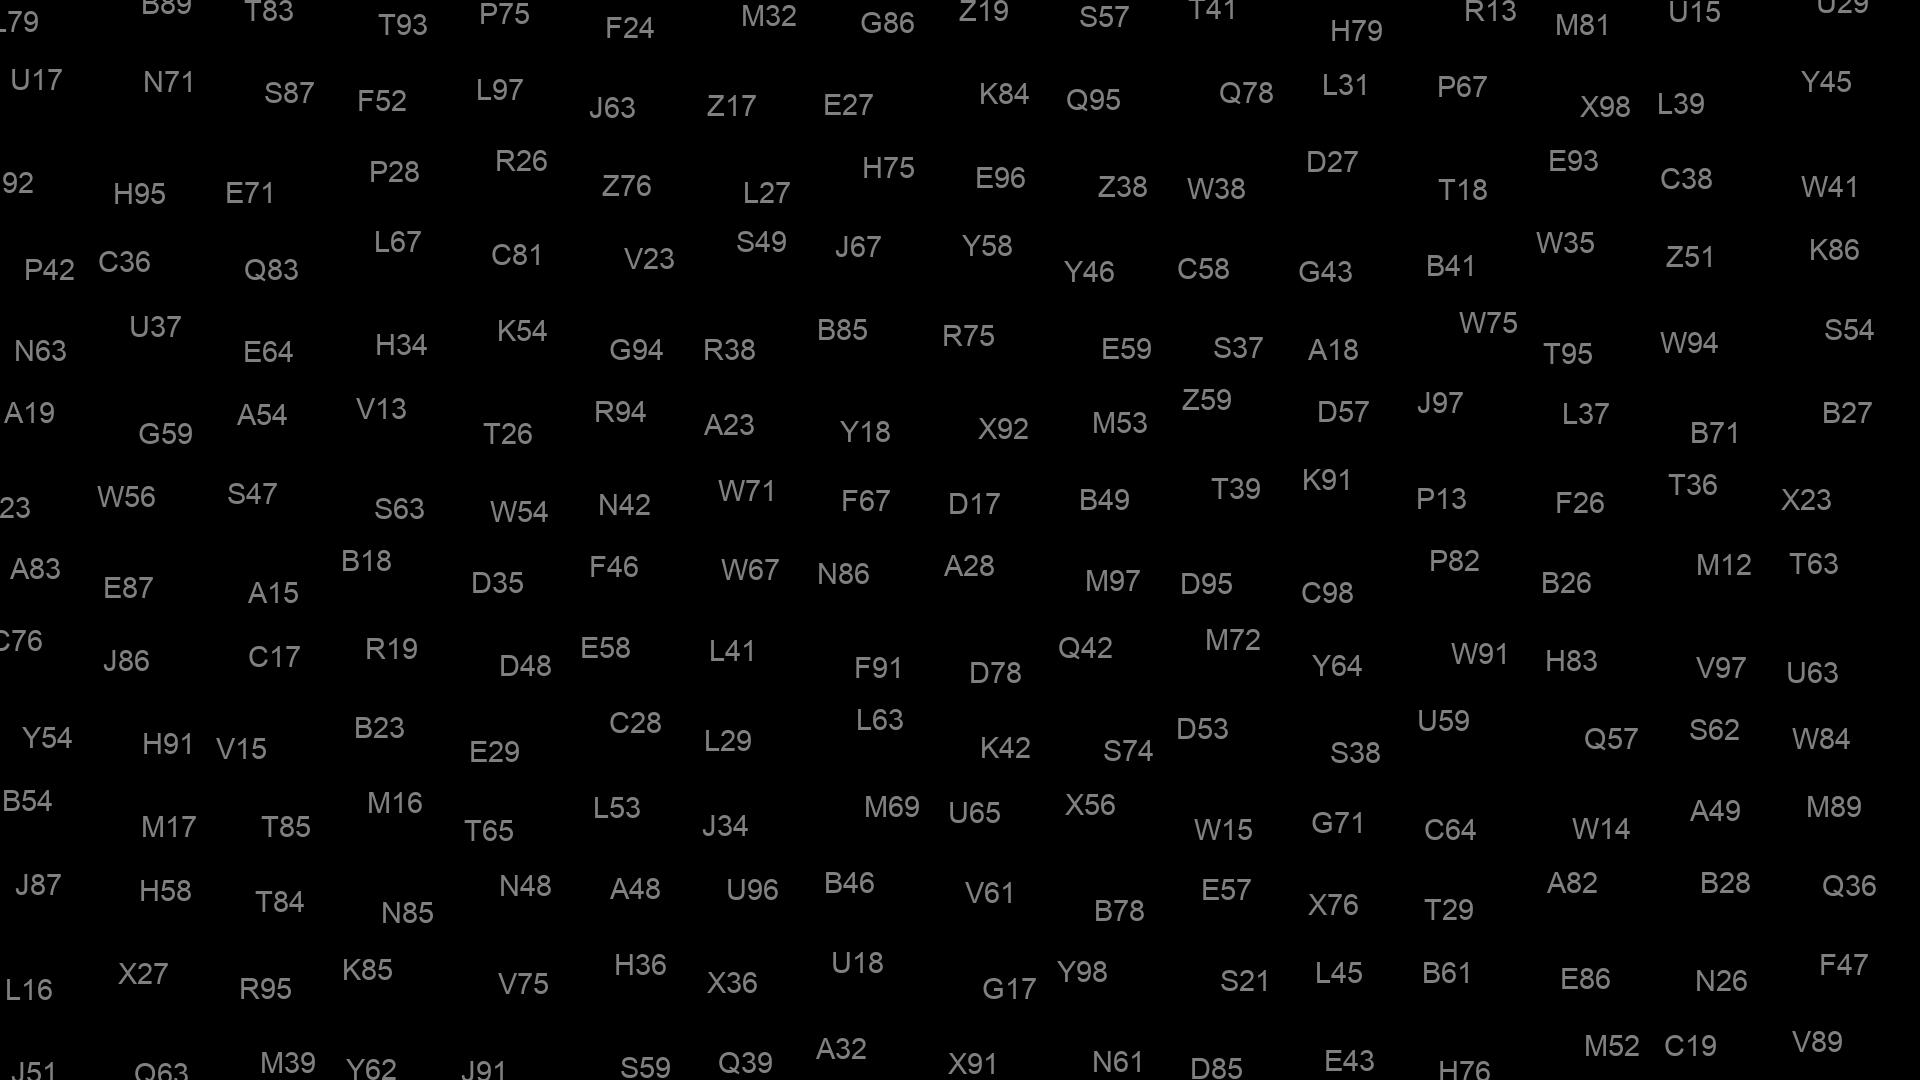 L79 B89 T83 T93 P75 F24 M32 G86 Z19 S57 T41 H79 R13 M81 U15 U29
U17 N71 S87 F52 L97 J63 Z17 E27 K84 Q95 Q78 L31 P67 X98 L39 Y45
92 H95 E71 P28 R26 Z76 L27 H75 E96 Z38 W38 D27 T18 E93 C38 W41
P42 C36 Q83 L67 C81 V23 S49 J67 Y58 Y46 C58 G43 B41 W35 Z51 K86
N63 U37 E64 H34 K54 G94 R38 B85 R75 E59 S37 A18 W75 T95 W94 S54
A19 G59 A54 V13 T26 R94 A23 Y18 X92 M53 Z59 D57 J97 L37 B71 B27
23 W56 S47 S63 W54 N42 W71 F67 D17 B49 T39 K91 P13 F26 T36 X23
A83 E87 A15 B18 D35 F46 W67 N86 A28 M97 D95 C98 P82 B26 M12 T63
C76 J86 C17 R19 D48 E58 L41 F91 D78 Q42 M72 Y64 W91 H83 V97 U63
Y54 H91 V15 B23 E29 C28 L29 L63 K42 S74 D53 S38 U59 Q57 S62 W84
B54 M17 T85 M16 T65 L53 J34 M69 U65 X56 W15 G71 C64 W14 A49 M89
J87 H58 T84 N85 N48 A48 U96 B46 V61 B78 E57 X76 T29 A82 B28 Q36
L16 X27 R95 K85 V75 H36 X36 U18 G17 Y98 S21 L45 B61 E86 N26 F47
J51 Q63 M39 Y62 J91 S59 Q39 A32 X91 N61 D85 E43 H76 M52 C19 V89